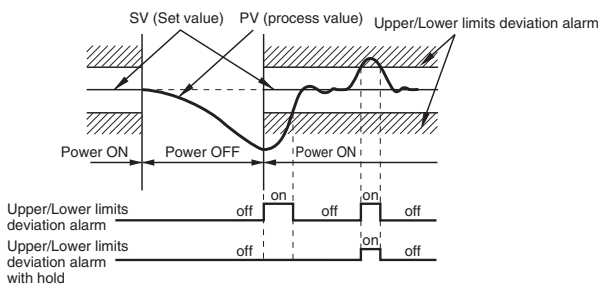 SV (Set value)
PV (process value)
Upper/Lower limits deviation alarm
Power ON
Power OFF
Power ON
on
on
Upper/Lower limits
deviation alarm
off
off
off
on
Upper/Lower limits
deviation alarm
with hold
off
off